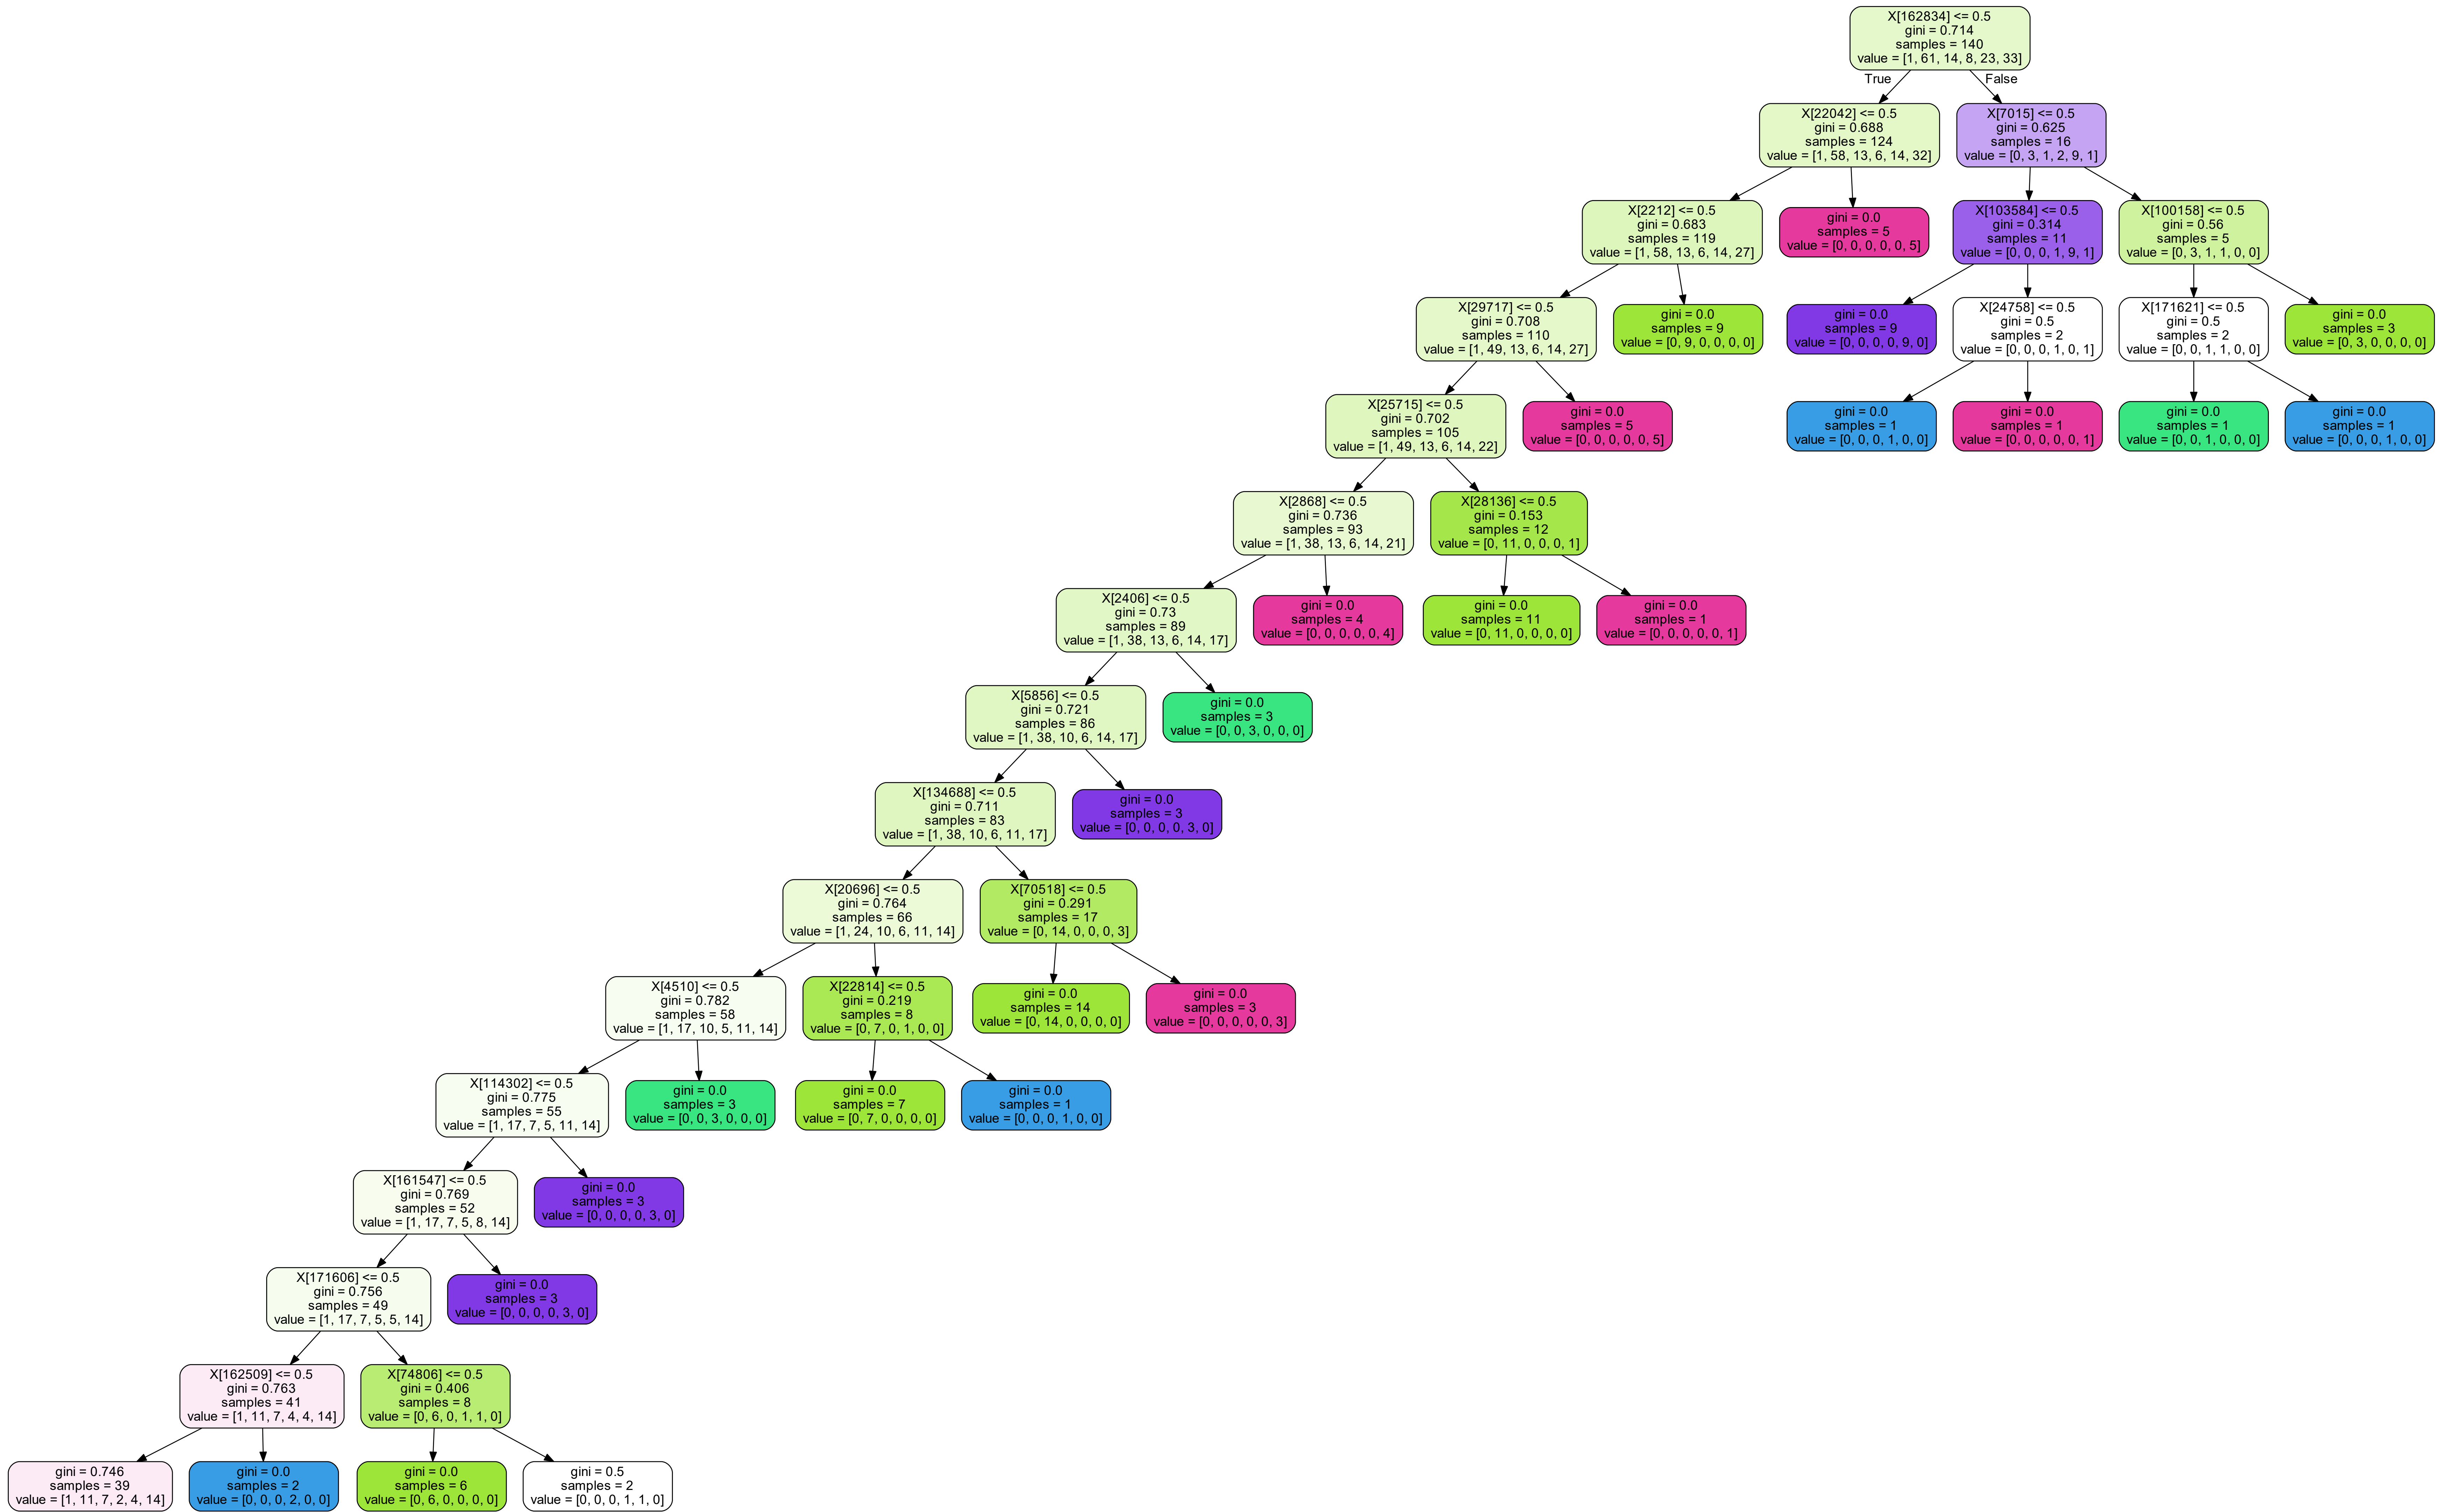 X[162834] <= 0.5
gini = 0.714
samples = 140
value = [1, 61, 14, 8, 23, 33]
True
False
X[22042] <= 0.5
gini = 0.688
samples = 124
value = [1, 58, 13, 6, 14, 32]
X[7015] <= 0.5
gini = 0.625
samples = 16
value = [0, 3, 1, 2, 9, 1]
X[2212] <= 0.5
gini = 0.683
samples = 119
value = [1, 58, 13, 6, 14, 27]
gini = 0.0
samples = 5
value = [0, 0, 0, 0, 0, 5]
X[103584] <= 0.5
gini = 0.314
samples = 11
value = [0, 0, 0, 1, 9, 1]
X[100158] <= 0.5
gini = 0.56
samples = 5
value = [0, 3, 1, 1, 0, 0]
X[29717] <= 0.5
gini = 0.708
samples = 110
value = [1, 49, 13, 6, 14, 27]
gini = 0.0
samples = 9
value = [0, 9, 0, 0, 0, 0]
gini = 0.0
samples = 9
value = [0, 0, 0, 0, 9, 0]
X[24758] <= 0.5
gini = 0.5
samples = 2
value = [0, 0, 0, 1, 0, 1]
X[171621] <= 0.5
gini = 0.5
samples = 2
value = [0, 0, 1, 1, 0, 0]
gini = 0.0
samples = 3
value = [0, 3, 0, 0, 0, 0]
X[25715] <= 0.5
gini = 0.702
samples = 105
value = [1, 49, 13, 6, 14, 22]
gini = 0.0
samples = 5
value = [0, 0, 0, 0, 0, 5]
gini = 0.0
samples = 1
value = [0, 0, 0, 1, 0, 0]
gini = 0.0
samples = 1
value = [0, 0, 0, 0, 0, 1]
gini = 0.0
samples = 1
value = [0, 0, 1, 0, 0, 0]
gini = 0.0
samples = 1
value = [0, 0, 0, 1, 0, 0]
X[2868] <= 0.5
gini = 0.736
samples = 93
value = [1, 38, 13, 6, 14, 21]
X[28136] <= 0.5
gini = 0.153
samples = 12
value = [0, 11, 0, 0, 0, 1]
X[2406] <= 0.5
gini = 0.73
samples = 89
value = [1, 38, 13, 6, 14, 17]
gini = 0.0
samples = 4
value = [0, 0, 0, 0, 0, 4]
gini = 0.0
samples = 11
value = [0, 11, 0, 0, 0, 0]
gini = 0.0
samples = 1
value = [0, 0, 0, 0, 0, 1]
X[5856] <= 0.5
gini = 0.721
samples = 86
value = [1, 38, 10, 6, 14, 17]
gini = 0.0
samples = 3
value = [0, 0, 3, 0, 0, 0]
X[134688] <= 0.5
gini = 0.711
samples = 83
value = [1, 38, 10, 6, 11, 17]
gini = 0.0
samples = 3
value = [0, 0, 0, 0, 3, 0]
X[20696] <= 0.5
gini = 0.764
samples = 66
value = [1, 24, 10, 6, 11, 14]
X[70518] <= 0.5
gini = 0.291
samples = 17
value = [0, 14, 0, 0, 0, 3]
X[4510] <= 0.5
gini = 0.782
samples = 58
value = [1, 17, 10, 5, 11, 14]
X[22814] <= 0.5
gini = 0.219
samples = 8
value = [0, 7, 0, 1, 0, 0]
gini = 0.0
samples = 14
value = [0, 14, 0, 0, 0, 0]
gini = 0.0
samples = 3
value = [0, 0, 0, 0, 0, 3]
X[114302] <= 0.5
gini = 0.775
samples = 55
value = [1, 17, 7, 5, 11, 14]
gini = 0.0
samples = 3
value = [0, 0, 3, 0, 0, 0]
gini = 0.0
samples = 7
value = [0, 7, 0, 0, 0, 0]
gini = 0.0
samples = 1
value = [0, 0, 0, 1, 0, 0]
X[161547] <= 0.5
gini = 0.769
samples = 52
value = [1, 17, 7, 5, 8, 14]
gini = 0.0
samples = 3
value = [0, 0, 0, 0, 3, 0]
X[171606] <= 0.5
gini = 0.756
samples = 49
value = [1, 17, 7, 5, 5, 14]
gini = 0.0
samples = 3
value = [0, 0, 0, 0, 3, 0]
X[162509] <= 0.5
gini = 0.763
samples = 41
value = [1, 11, 7, 4, 4, 14]
X[74806] <= 0.5
gini = 0.406
samples = 8
value = [0, 6, 0, 1, 1, 0]
gini = 0.746
samples = 39
value = [1, 11, 7, 2, 4, 14]
gini = 0.0
samples = 2
value = [0, 0, 0, 2, 0, 0]
gini = 0.0
samples = 6
value = [0, 6, 0, 0, 0, 0]
gini = 0.5
samples = 2
value = [0, 0, 0, 1, 1, 0]